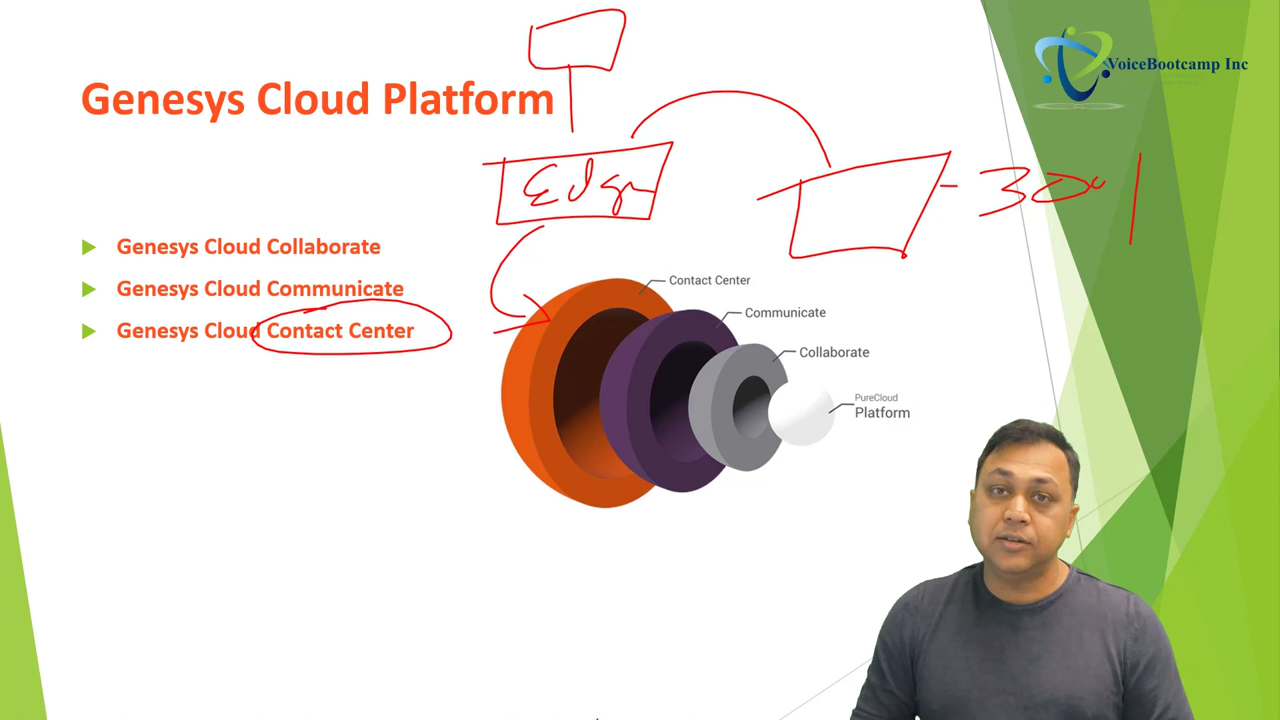 VoiceBootcamp Inc
Genesys Cloud Platform
Genesys Cloud Collaborate
Genesys Cloud Communicate
Genesys Cloud Contact Center
Contact Center
Communicate
Collaborate
PureCloud
Platform